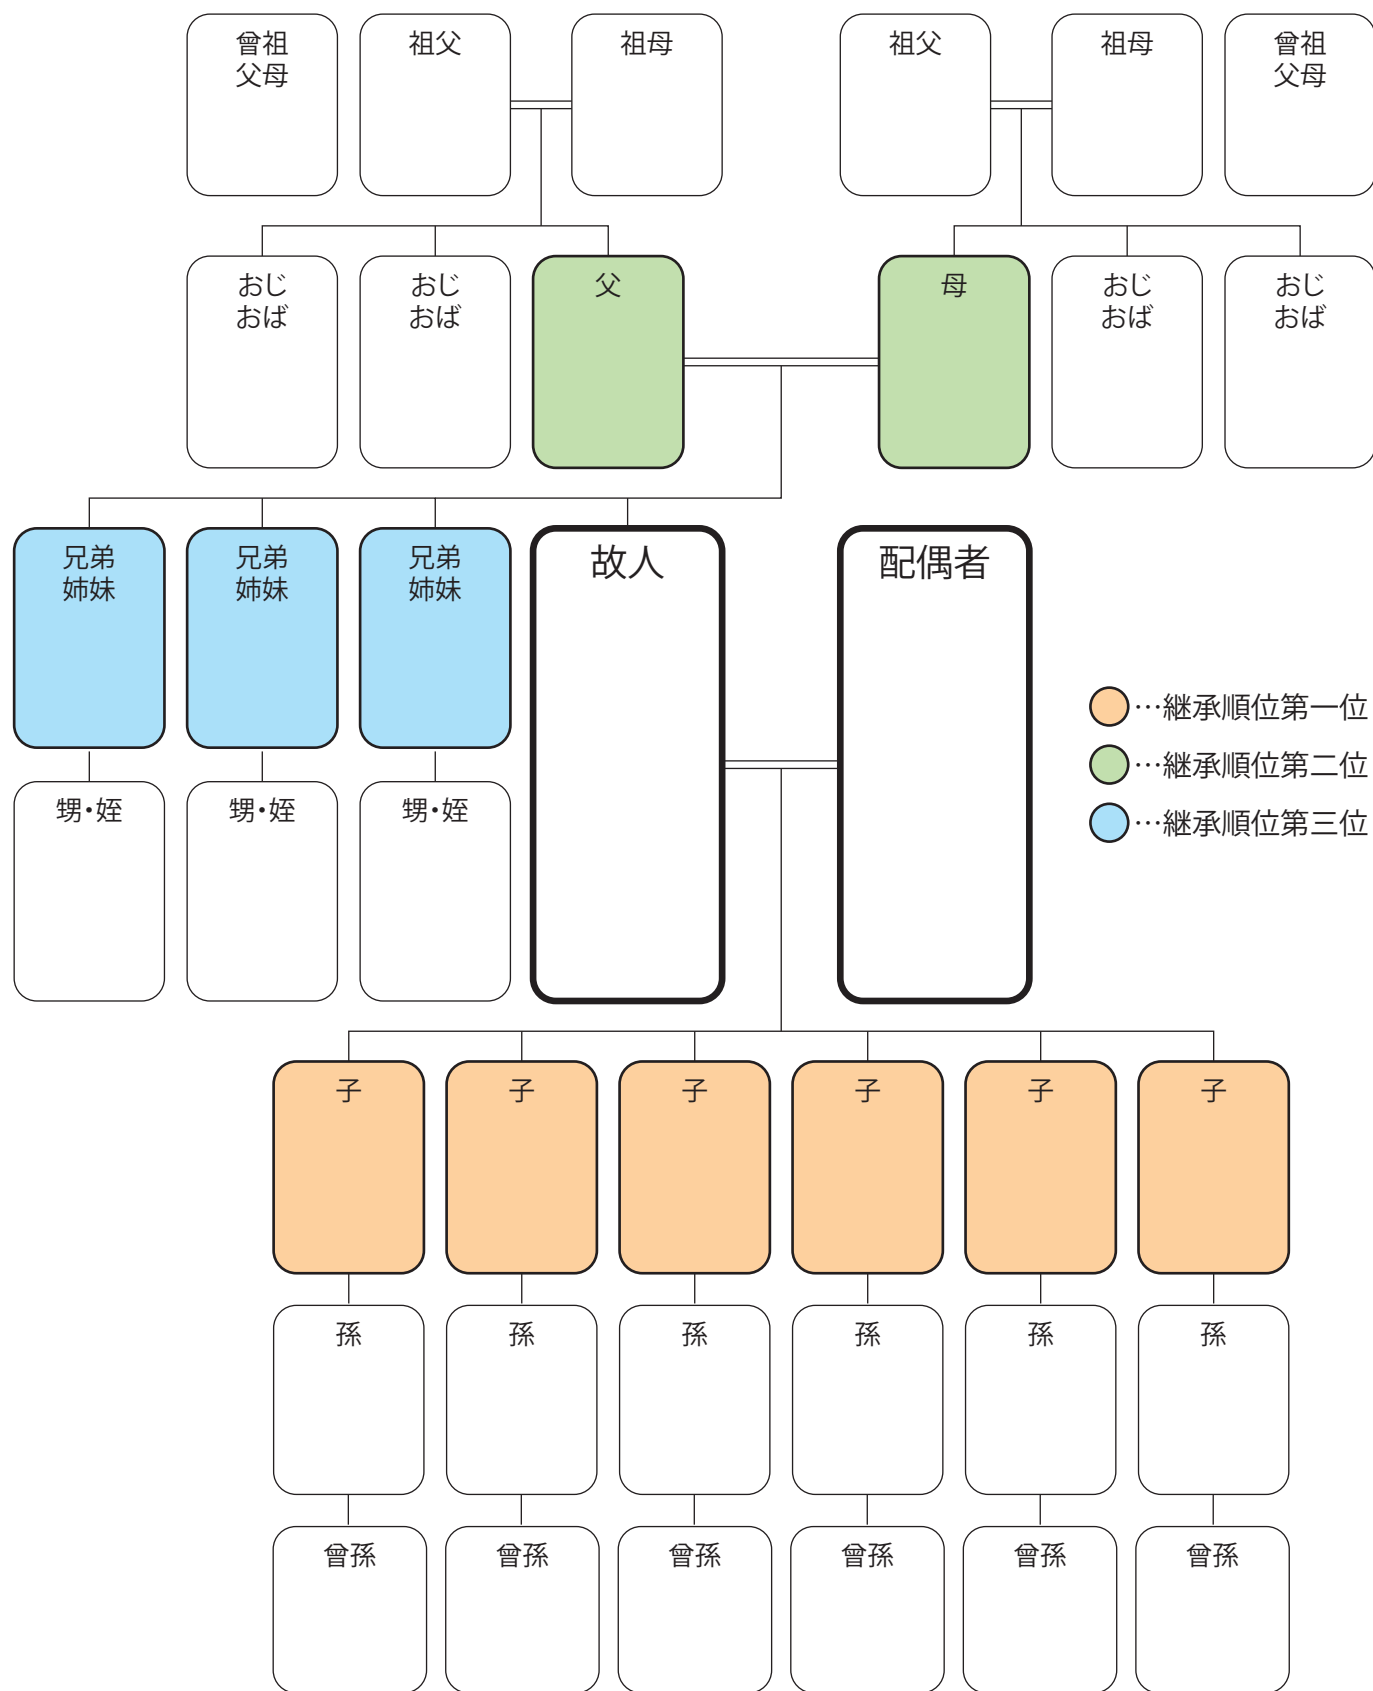 曾祖
父母
祖父
祖母
祖父
祖母
曾祖
父母
おじ
おば
おじ
おば
父
母
おじ
おば
おじ
おば
兄弟
姉妹
兄弟
姉妹
兄弟
姉妹
故人
配偶者
…継承順位第一位
…継承順位第二位
…継承順位第三位
甥・姪
甥・姪
甥・姪
子
子
子
子
子
子
孫
孫
孫
孫
孫
孫
曾孫
曾孫
曾孫
曾孫
曾孫
曾孫